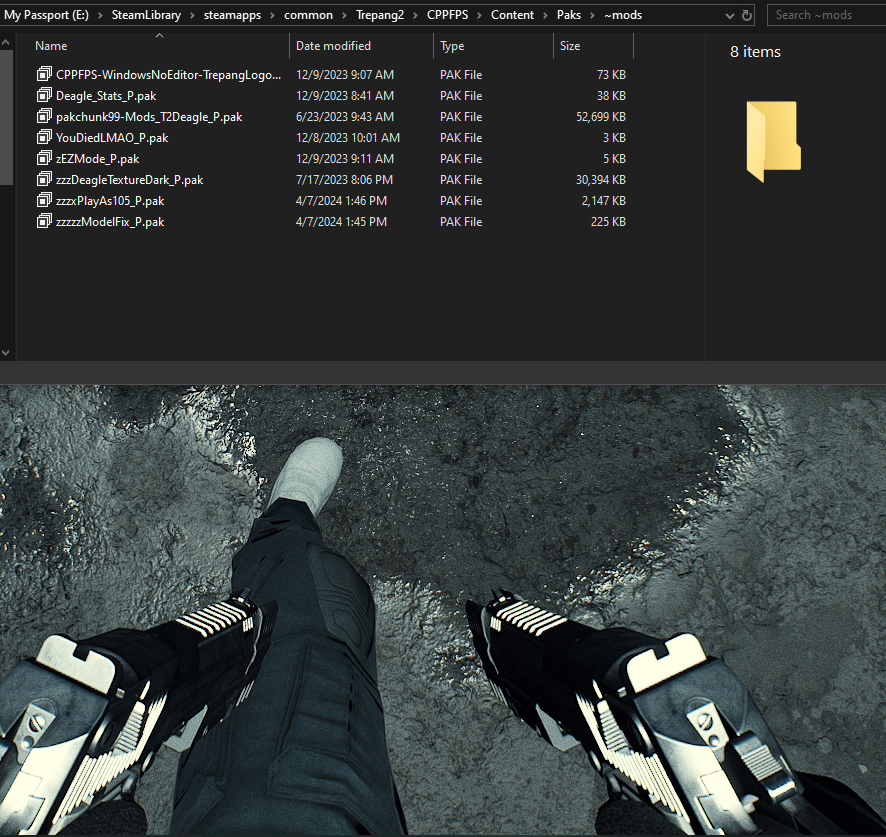 My Passport (E:) > SteamLibrary > steamapps > common > Trepang2 > CPPFPS > Content > Paks > ~mods
Search ~mods
Name Date modified Type Size
8 items
CPPFPS-WindowsNoEditor-TrepangLogo... 12/9/2023 9:07 AM PAK File 73 KB
Deagle_Stats_P.pak 12/9/2023 8:41 AM PAK File 38 KB
pakchunk99-Mods_T2Deagle_P.pak 6/23/2023 9:43 AM PAK File 52,699 KB
YouDiedLMAO_P.pak 12/8/2023 10:01 AM PAK File 3 KB
zEZMode_P.pak 12/9/2023 9:11 AM PAK File 5 KB
zzzDeagleTextureDark_P.pak 7/17/2023 8:06 PM PAK File 30,394 KB
zzzxPlayAs105_P.pak 4/7/2024 1:46 PM PAK File 2,147 KB
zzzzzModelFix_P.pak 4/7/2024 1:45 PM PAK File 225 KB